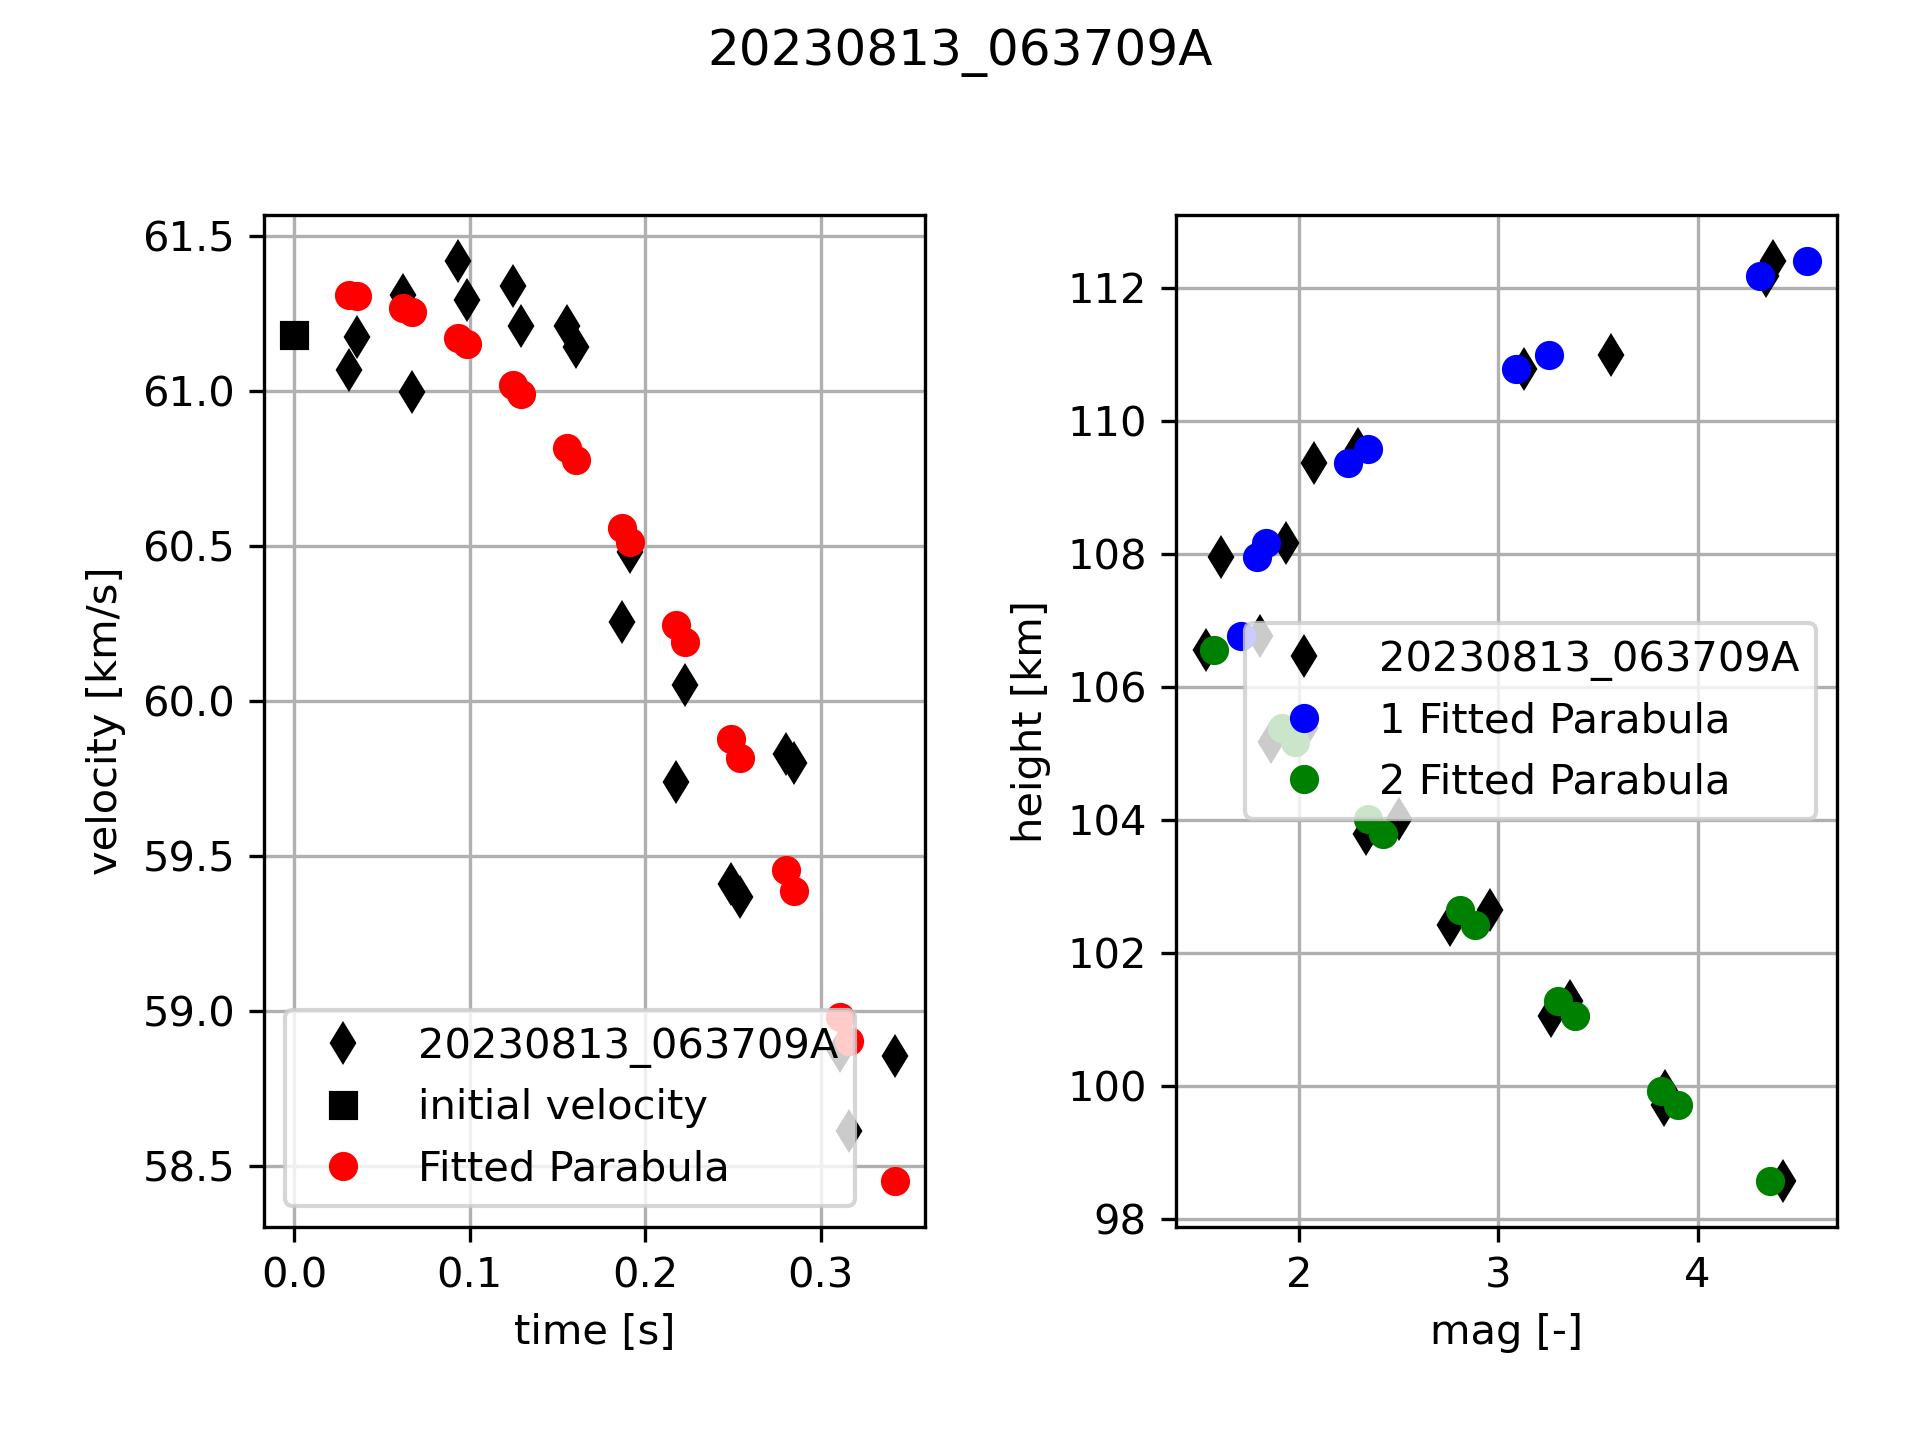 20230813_063709A
61.5
61.0
60.5
60.0
59.5
59.0
58.5
velocity [km/s]
20230813_063709A
initial velocity
Fitted Parabula
0.0 0.1 0.2 0.3
time [s]
112
110
108
106
104
102
100
98
height [km]
20230813_063709A
1 Fitted Parabula
2 Fitted Parabula
2 3 4
mag [-]